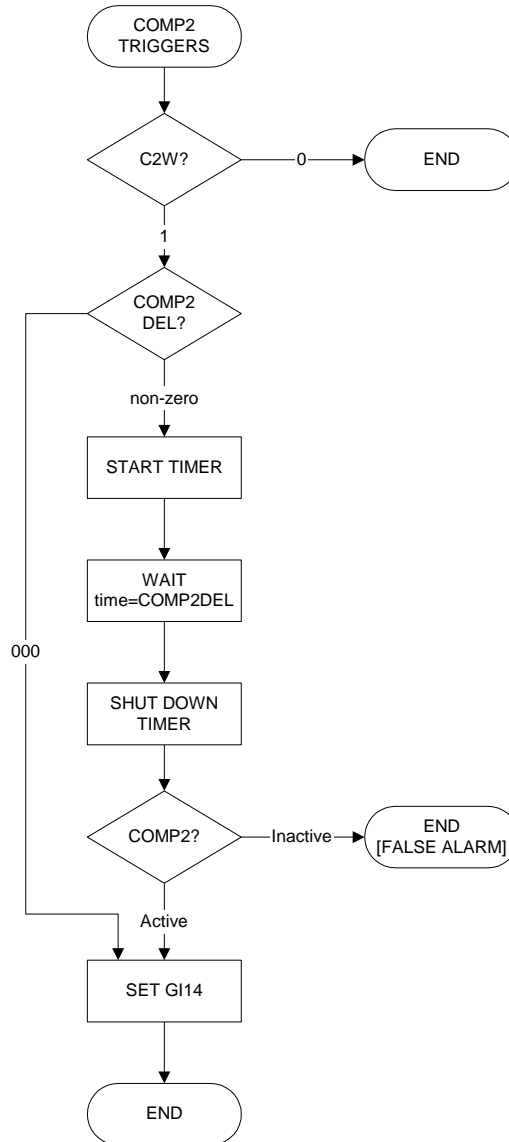 COMP2
TRIGGERS
C2W?
0
END
1
COMP2
DEL?
non-zero
START TIMER
WAIT
time=COMP2DEL
000
SHUT DOWN
TIMER
COMP2?
Inactive
END
[FALSE ALARM]
Active
SET GI14
END